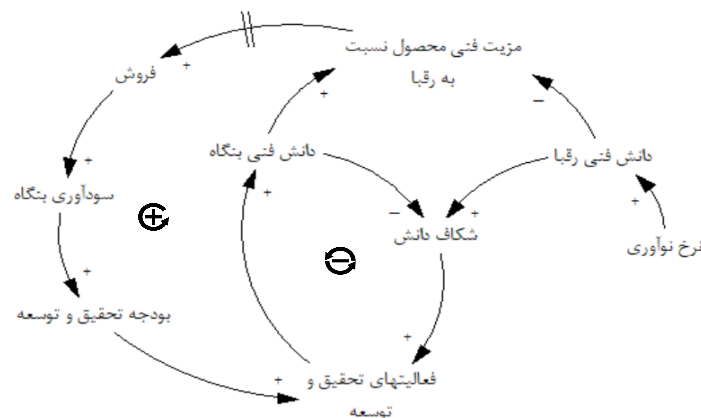 مزیت فنی محصول نسبت
به رقبا
فروش
+
+
–
دانش فنی بنگاه
دانش فنی رقبا
+
سودآوری بنگاه
+
–
+
+
شکاف دانش
نرخ نوآوری
+
–
+
بودجه تحقیق و توسعه
+
فعالیتهای تحقیق و
توسعه
+